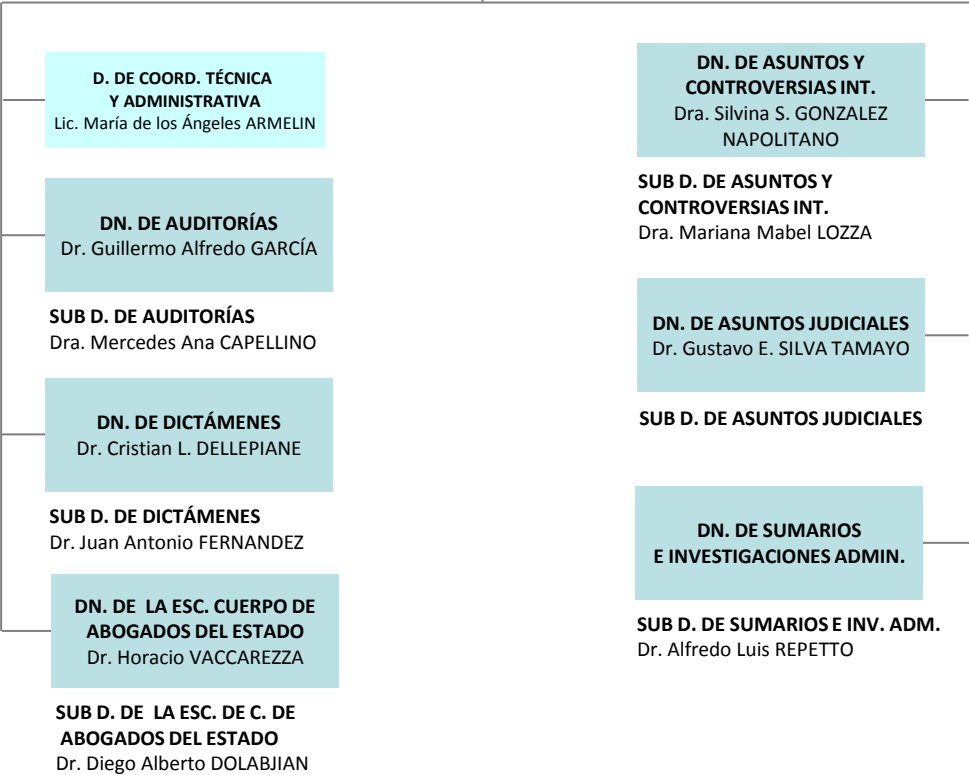 D. DE COORD. TÉCNICA
Y ADMINISTRATIVA
Lic. María de los Ángeles ARMELIN
DN. DE AUDITORÍAS
Dr. Guillermo Alfredo GARCÍA
SUB D. DE AUDITORÍAS
Dra. Mercedes Ana CAPELLINO
DN. DE DICTÁMENES
Dr. Cristian L. DELLEPIANE
SUB D. DE DICTÁMENES
Dr. Juan Antonio FERNANDEZ
DN. DE LA ESC. CUERPO DE
ABOGADOS DEL ESTADO
Dr. Horacio VACCAREZZA
SUB D. DE LA ESC. DE C. DE
ABOGADOS DEL ESTADO
Dr. Diego Alberto DOLABJIAN
DN. DE ASUNTOS Y
CONTROVERSIAS INT.
Dra. Silvina S. GONZALEZ
NAPOLITANO
SUB D. DE ASUNTOS Y
CONTROVERSIAS INT.
Dra. Mariana Mabel LOZZA
DN. DE ASUNTOS JUDICIALES
Dr. Gustavo E. SILVA TAMAYO
SUB D. DE ASUNTOS JUDICIALES
DN. DE SUMARIOS
E INVESTIGACIONES ADMIN.
SUB D. DE SUMARIOS E INV. ADM.
Dr. Alfredo Luis REPETTO